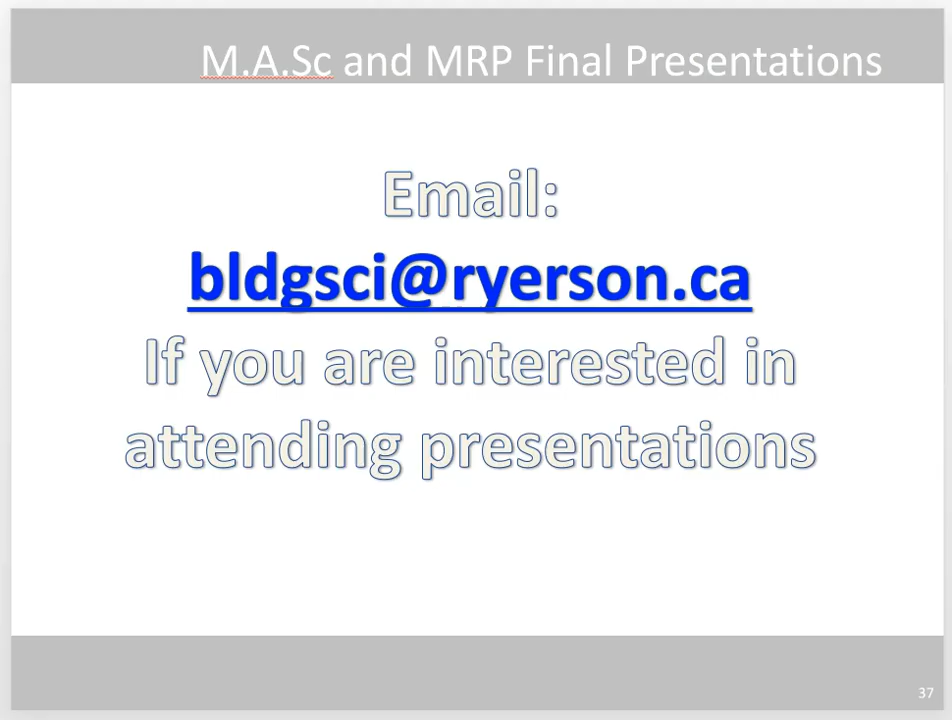 M.A.Sc and MRP Final Presentations
Email:
bldgsci@ryerson.ca
If you are interested in
attending presentations
37